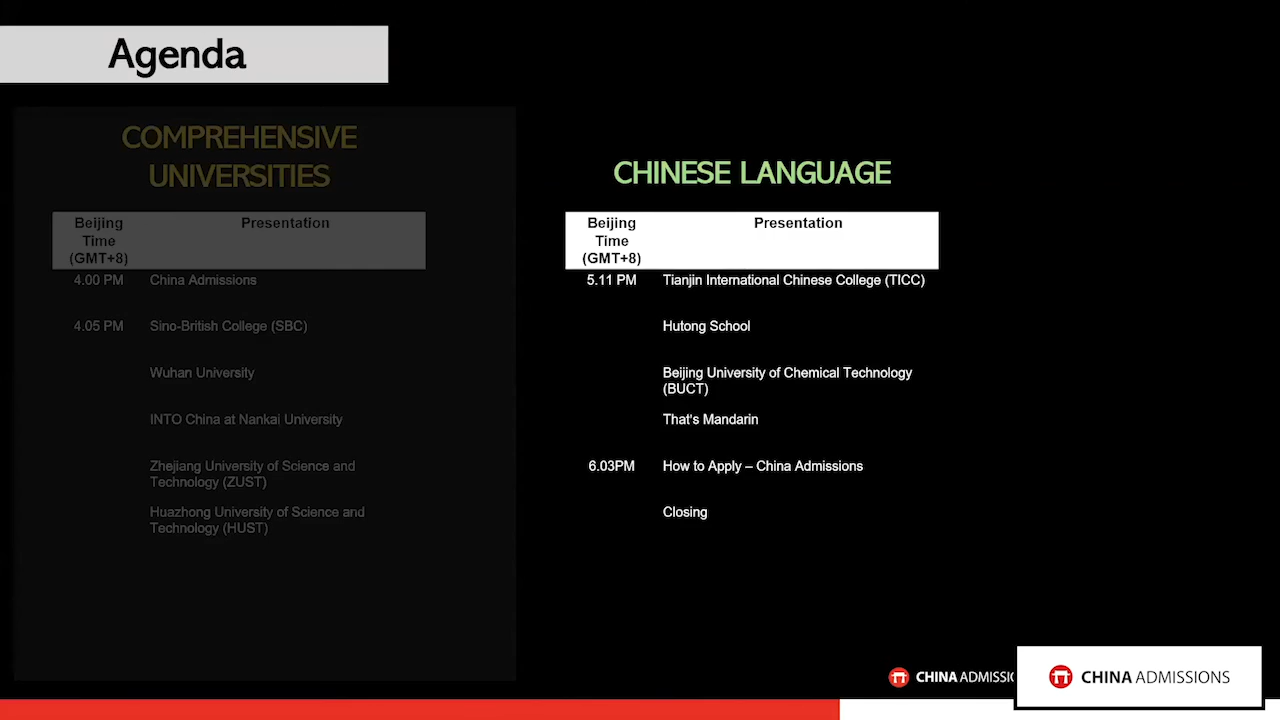 Agenda
COMPREHENSIVE
UNIVERSITIES
Beijing
Time
(GMT+8)
Presentation
4.00 PM China Admissions
4.05 PM Sino-British College (SBC)
Wuhan University
INTO China at Nankai University
Zhejiang University of Science and
Technology (ZUST)
Huazhong University of Science and
Technology (HUST)
CHINESE LANGUAGE
Beijing
Time
(GMT+8)
Presentation
5.11 PM Tianjin International Chinese College (TICC)
Hutong School
Beijing University of Chemical Technology
(BUCT)
That's Mandarin
6.03PM How to Apply – China Admissions
Closing
CHINA
CHINA ADMISSIONS